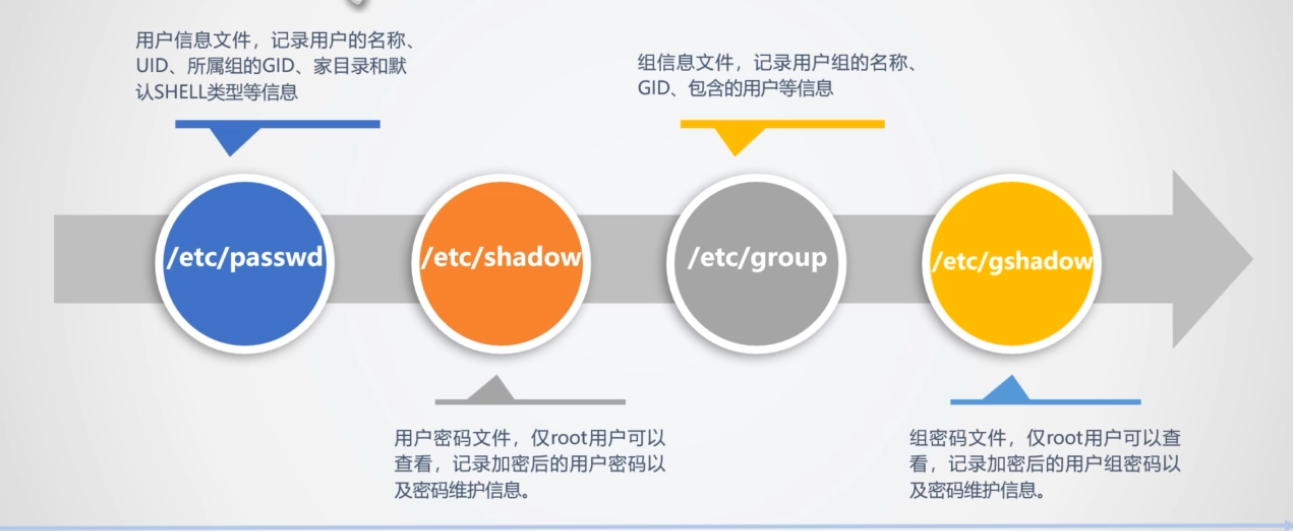 用户信息文件，记录用户的名称、
UID、所属组的GID、家目录和默
认SHELL类型等信息
组信息文件，记录用户组的名称、
GID、包含的用户等信息
/etc/passwd
/etc/shadow
/etc/group
/etc/gshadow
用户密码文件，仅root用户可以
查看，记录加密后的用户密码以
及密码维护信息。
组密码文件，仅root用户可以查
看，记录加密后的用户组密码以
及密码维护信息。